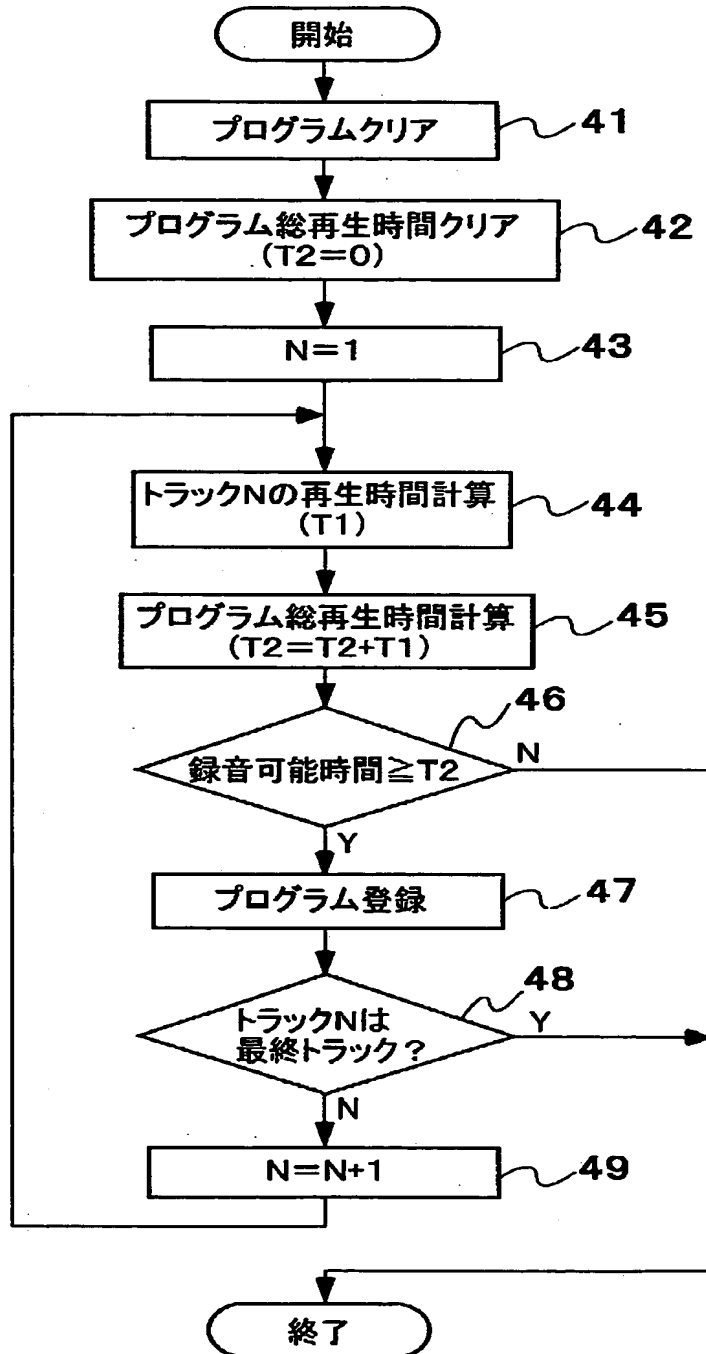 開始
プログラムクリア
41
プログラム総再生時間クリア
(T2=0)
42
N=1
43
トラックNの再生時間計算
(T1)
44
プログラム総再生時間計算
(T2=T2+T1)
45
46
録音可能時間≧T2
N
Y
プログラム登録
47
48
トラックNは
最終トラック?
Y
N
N=N+1
49
終了